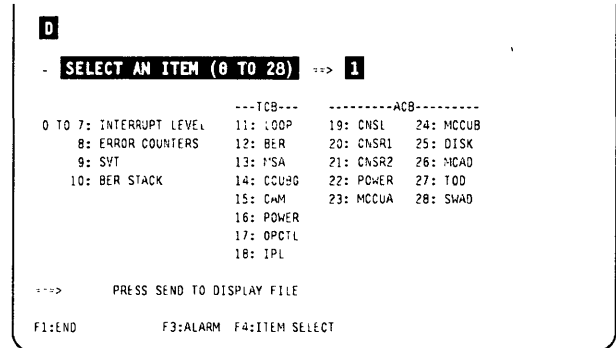 D
- SELECT AN ITEM (0 TO 28) ==> 1
---TCB--- ---------ACB---------
0 TO 7: INTERRUPT LEVEL 11: LOOP 19: CNSL 24: MCCUB
8: ERROR COUNTERS 12: BER 20: CNSR1 25: DISK
9: SVT 13: MSA 21: CNSR2 26: MCAD
10: BER STACK 14: CCUBG 22: POWER 27: TOD
15: CAM 23: MCCUA 28: SWAD
16: POWER
17: OPCTL
18: IPL
===> PRESS SEND TO DISPLAY FILE
F1:END F3:ALARM F4:ITEM SELECT